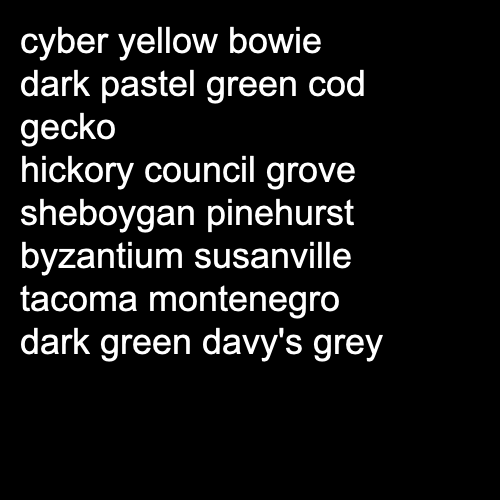 cyber yellow bowie
dark pastel green cod
gecko
hickory council grove
sheboygan pinehurst
byzantium susanville
tacoma montenegro
dark green davy's grey